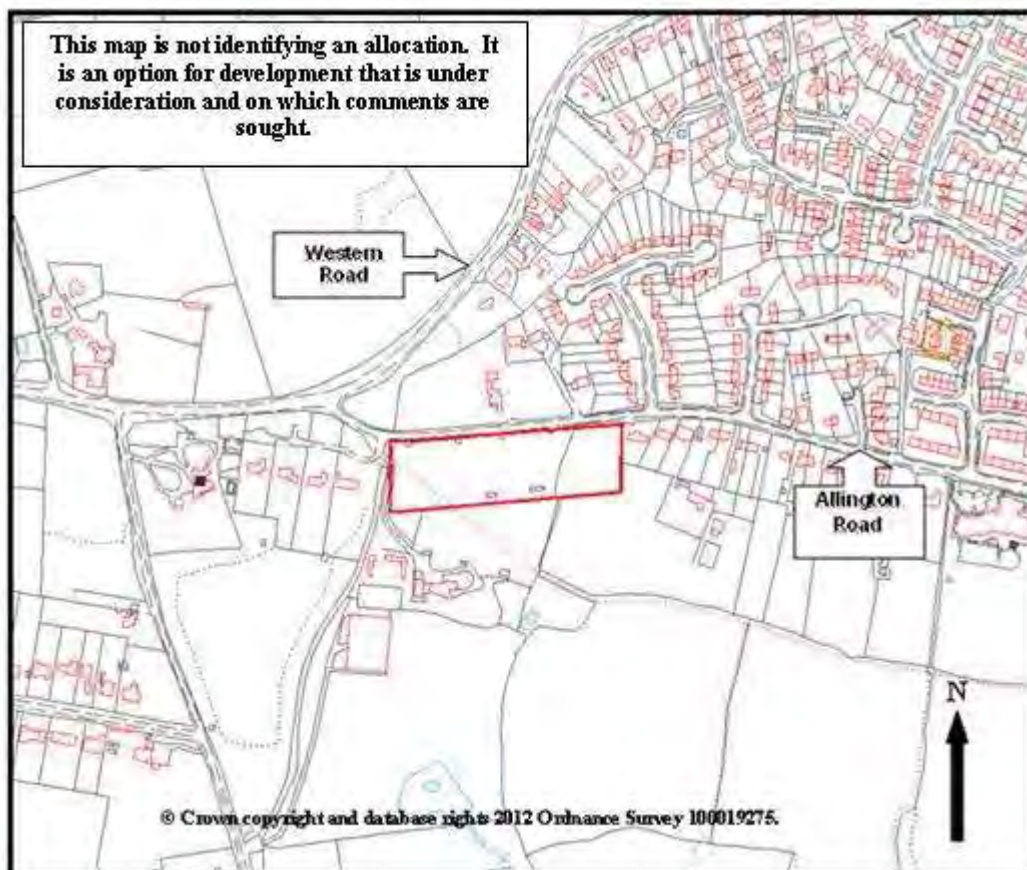 This map is not identifying an allocation. It
is an option for development that is under
consideration and on which comments are
sought.
Western
Road
Allington
Road
N
© Crown copyright and database rights 2012 Ordnance Survey 100019275.